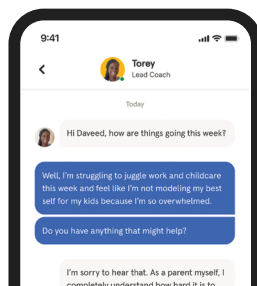 9:41
Torey
Lead Coach
Today
Hi Daveed, how are things going this week?
Well, I'm struggling to juggle work and childcare
this week and feel like I'm not modeling my best
self for my kids because I'm so overwhelmed.
Do you have anything that might help?
I'm sorry to hear that. As a parent myself, I
completely understand how hard it is to